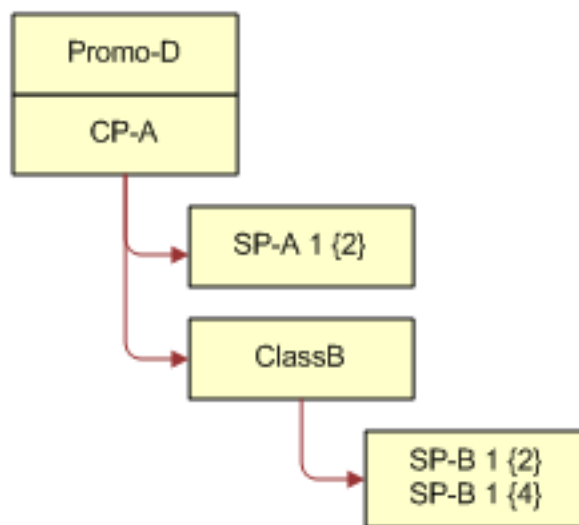 Promo-D
CP-A
SP-A 1 {2}
ClassB
SP-B 1 {2}
SP-B 1 {4}